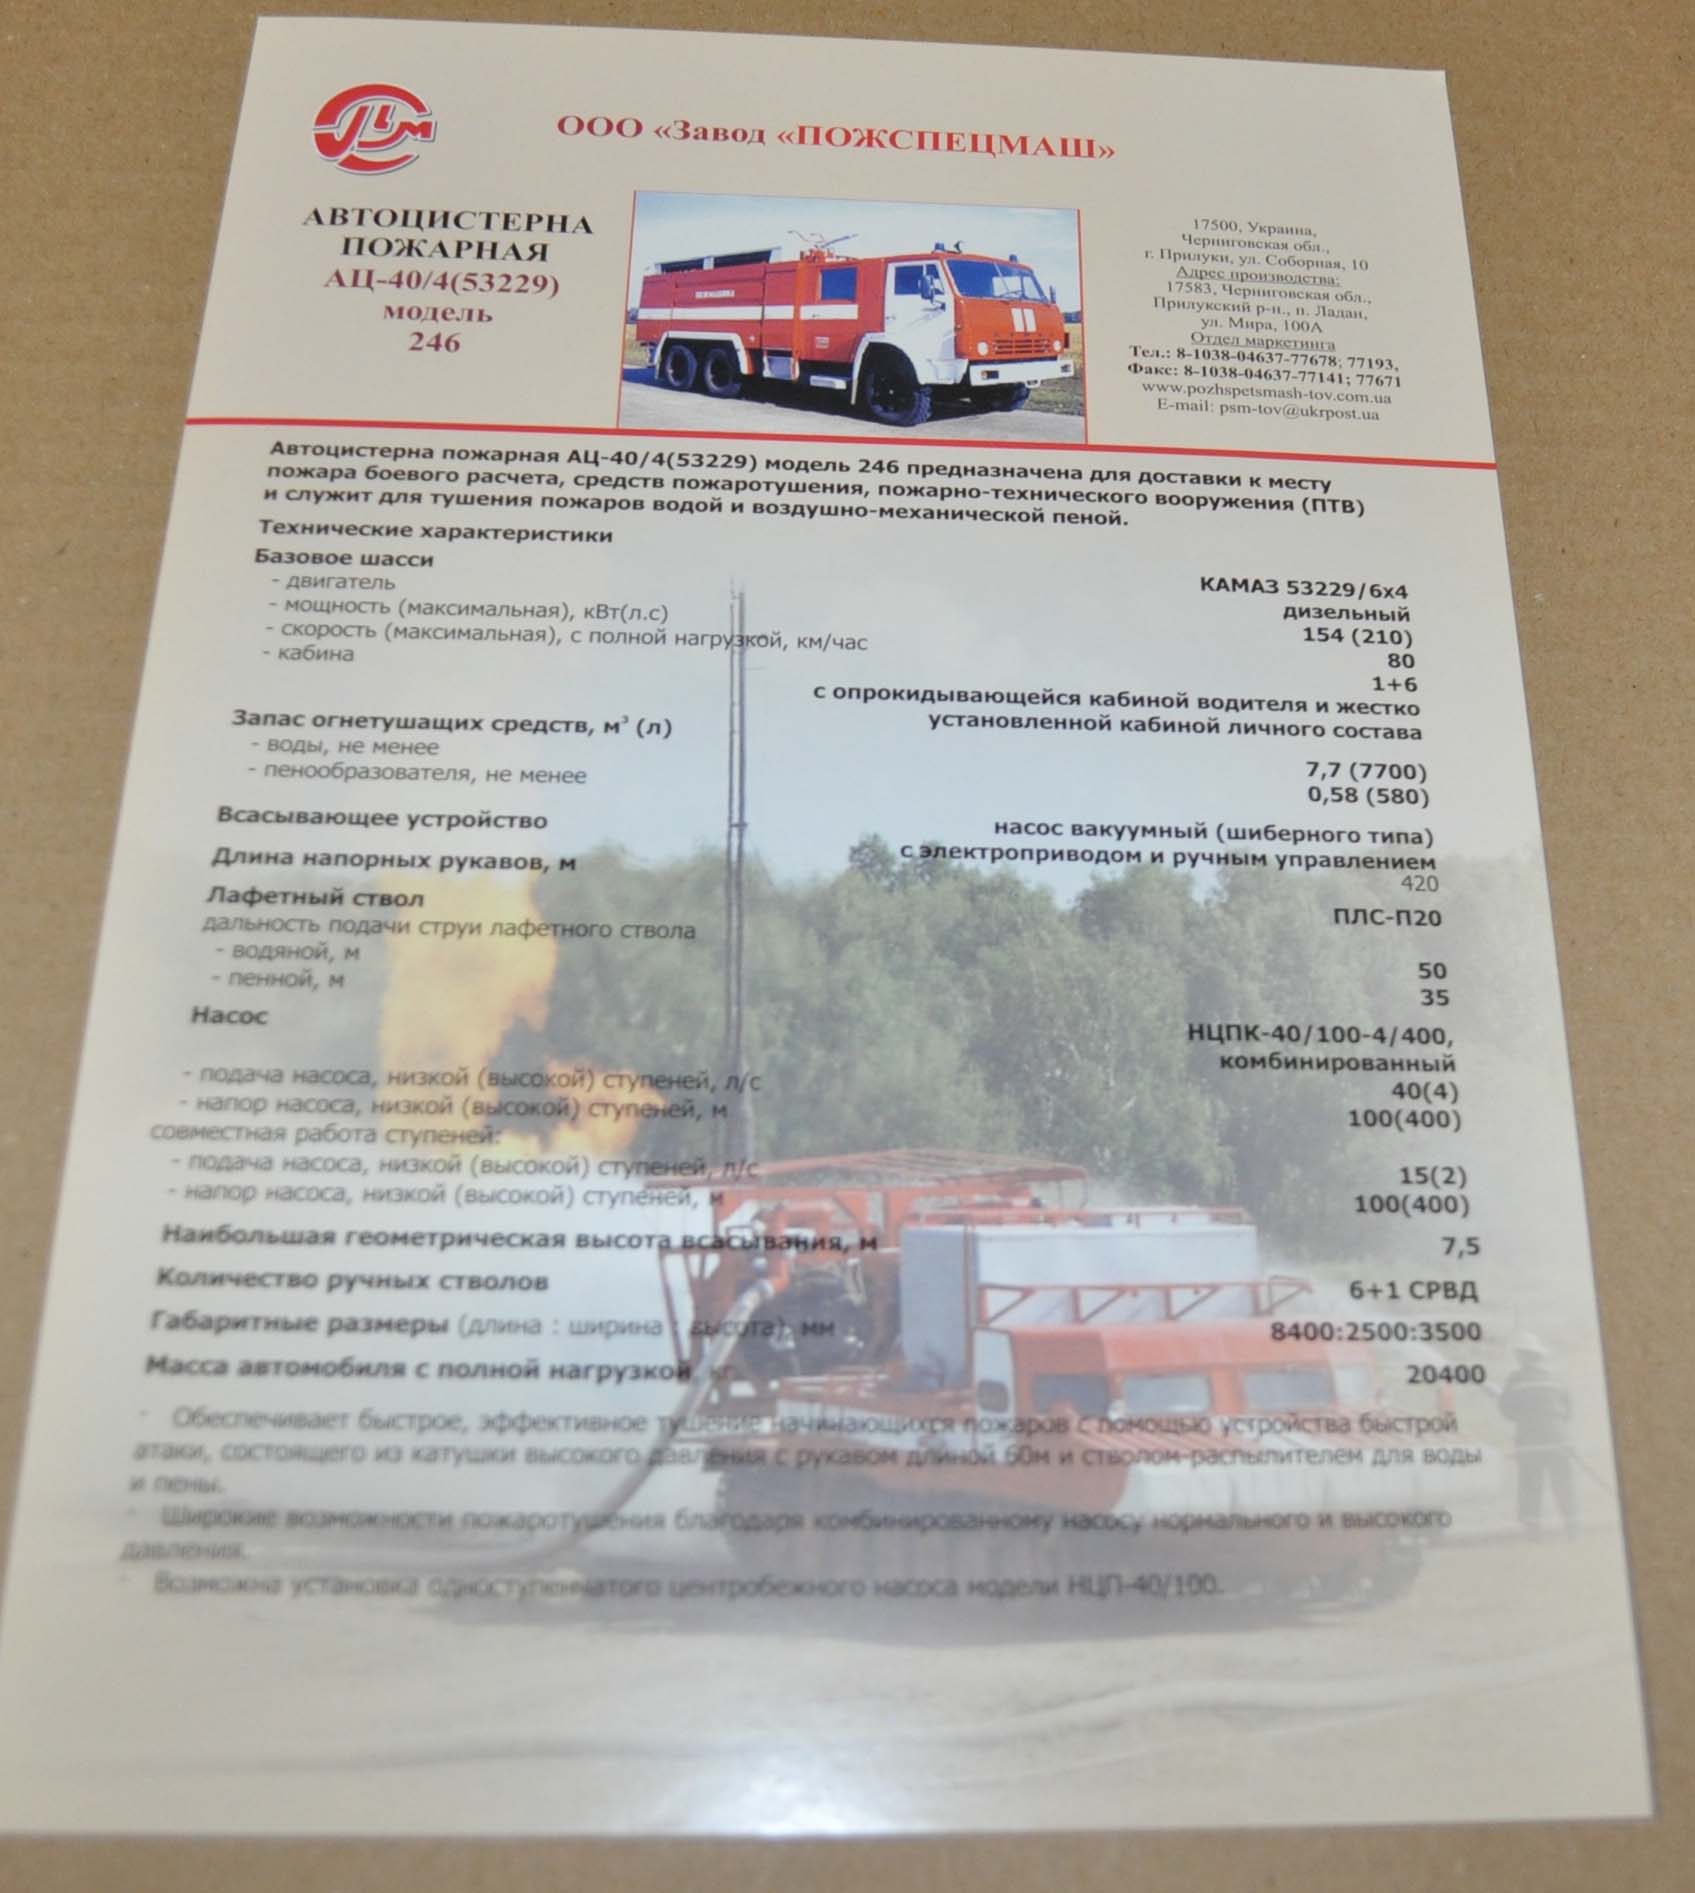 ООО «Завод «ПОЖСПЕЦМАШ»
АВТОЦИСТЕРНА
ПОЖАРНАЯ
АЦ-40/4(53229)
модель
246
17500, Украина,
Черниговская обл.,
г. Прилуки, ул. Соборная, 10
Адрес производства:
17583, Черниговская обл.,
Прилукский р-н., п. Ладан,
ул. Мира, 100А
Отдел маркетинга
Тел.: 8-1038-04637-77678; 77193,
Факс: 8-1038-04637-77141; 77671
www.pozhspetsmash-tov.com.ua
E-mail: psm-tov@ukrpost.ua
Автоцистерна пожарная АЦ-40/4(53229) модель 246 предназначена для доставки к месту
пожара боевого расчета, средств пожаротушения, пожарно-технического вооружения (ПТВ)
и служит для тушения пожаров водой и воздушно-механической пеной.
Технические характеристики
Базовое шасси КАМАЗ 53229/6х4
- двигатель дизельный
- мощность (максимальная), кВт(л.с) 154 (210)
- скорость (максимальная), с полной нагрузкой, км/час 80
- кабина 1+6
с опрокидывающейся кабиной водителя и жестко
установленной кабиной личного состава
Запас огнетушащих средств, м³ (л)
- воды, не менее 7,7 (7700)
- пенообразователя, не менее 0,58 (580)
Всасывающее устройство насос вакуумный (шиберного типа)
с электроприводом и ручным управлением
Длина напорных рукавов, м 420
Лафетный ствол ПЛС-П20
дальность подачи струи лафетного ствола
- водяной, м 50
- пенной, м 35
Насос НЦПК-40/100-4/400,
комбинированный
- подача насоса, низкой (высокой) ступеней, л/с 40(4)
- напор насоса, низкой (высокой) ступеней, м 100(400)
совместная работа ступеней:
- подача насоса, низкой (высокой) ступеней, л/с 15(2)
- напор насоса, низкой (высокой) ступеней, м 100(400)
Наибольшая геометрическая высота всасывания, м 7,5
Количество ручных стволов 6+1 СРВД
Габаритные размеры (длина : ширина : высота), мм 8400:2500:3500
Масса автомобиля с полной нагрузкой, кг 20400
- Обеспечивает быстрое, эффективное тушение начинающихся пожаров с помощью устройства быстрой
атаки, состоящего из катушки высокого давления с рукавом длиной 60м и стволом-распылителем для воды
и пены.
- Широкие возможности пожаротушения благодаря комбинированному насосу нормального и высокого
давления.
- Возможна установка одноступенчатого центробежного насоса модели НЦП-40/100.